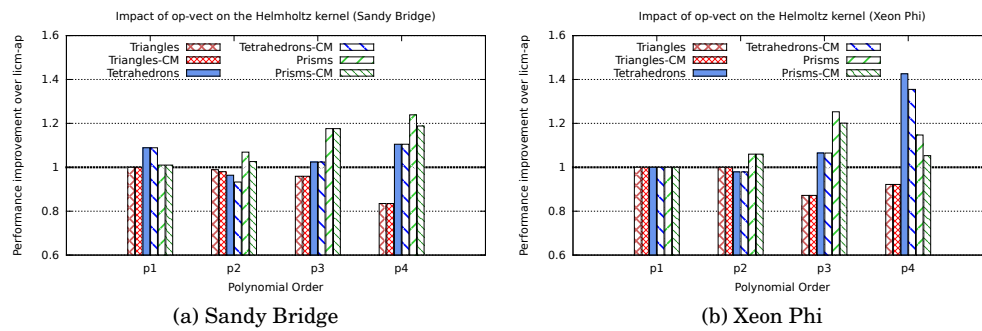 Impact of op-vect on the Helmholtz kernel (Sandy Bridge)
Performance improvement over licm-ap
1.6
1.4
1.2
1
0.8
0.6
Triangles
Triangles-CM
Tetrahedrons
Tetrahedrons-CM
Prisms
Prisms-CM
p1 p2 p3 p4
Polynomial Order
(a) Sandy Bridge
Impact of op-vect on the Helmoltz kernel (Xeon Phi)
Performance improvement over licm-ap
1.6
1.4
1.2
1
0.8
0.6
Triangles
Triangles-CM
Tetrahedrons
Tetrahedrons-CM
Prisms
Prisms-CM
p1 p2 p3 p4
Polynomial Order
(b) Xeon Phi